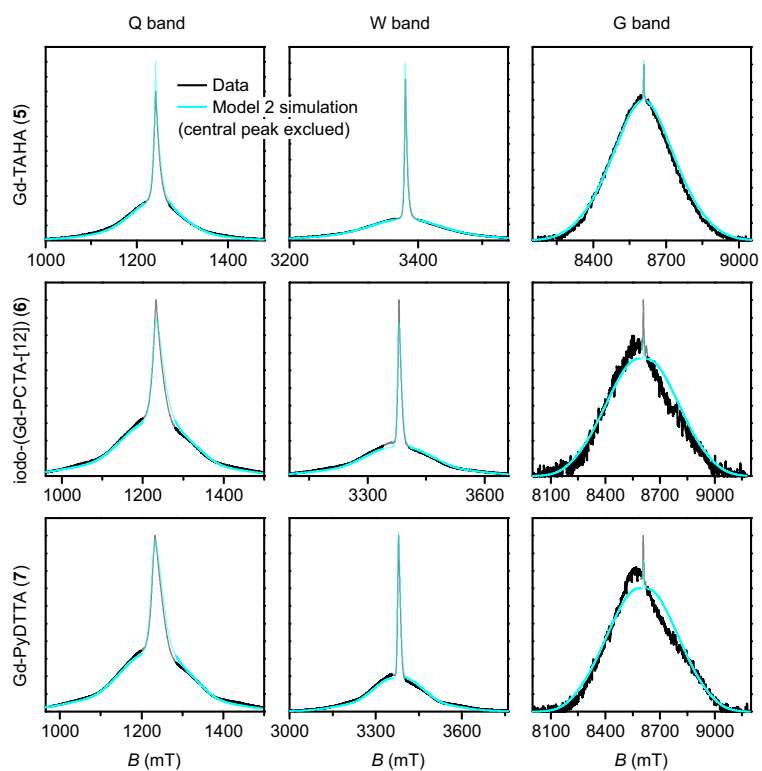 Q band
W band
G band
Gd-TAHA (5)
Data
Model 2 simulation
(central peak exclued)
1000
1200
1400
3200
3400
8400
8700
9000
iodo-(Gd-PCTA-[12]) (6)
1000
1200
1400
3300
3600
8100
8400
8700
9000
Gd-PyDTTA (7)
1000
1200
1400
3000
3300
3600
8100
8400
8700
9000
B (mT)
B (mT)
B (mT)